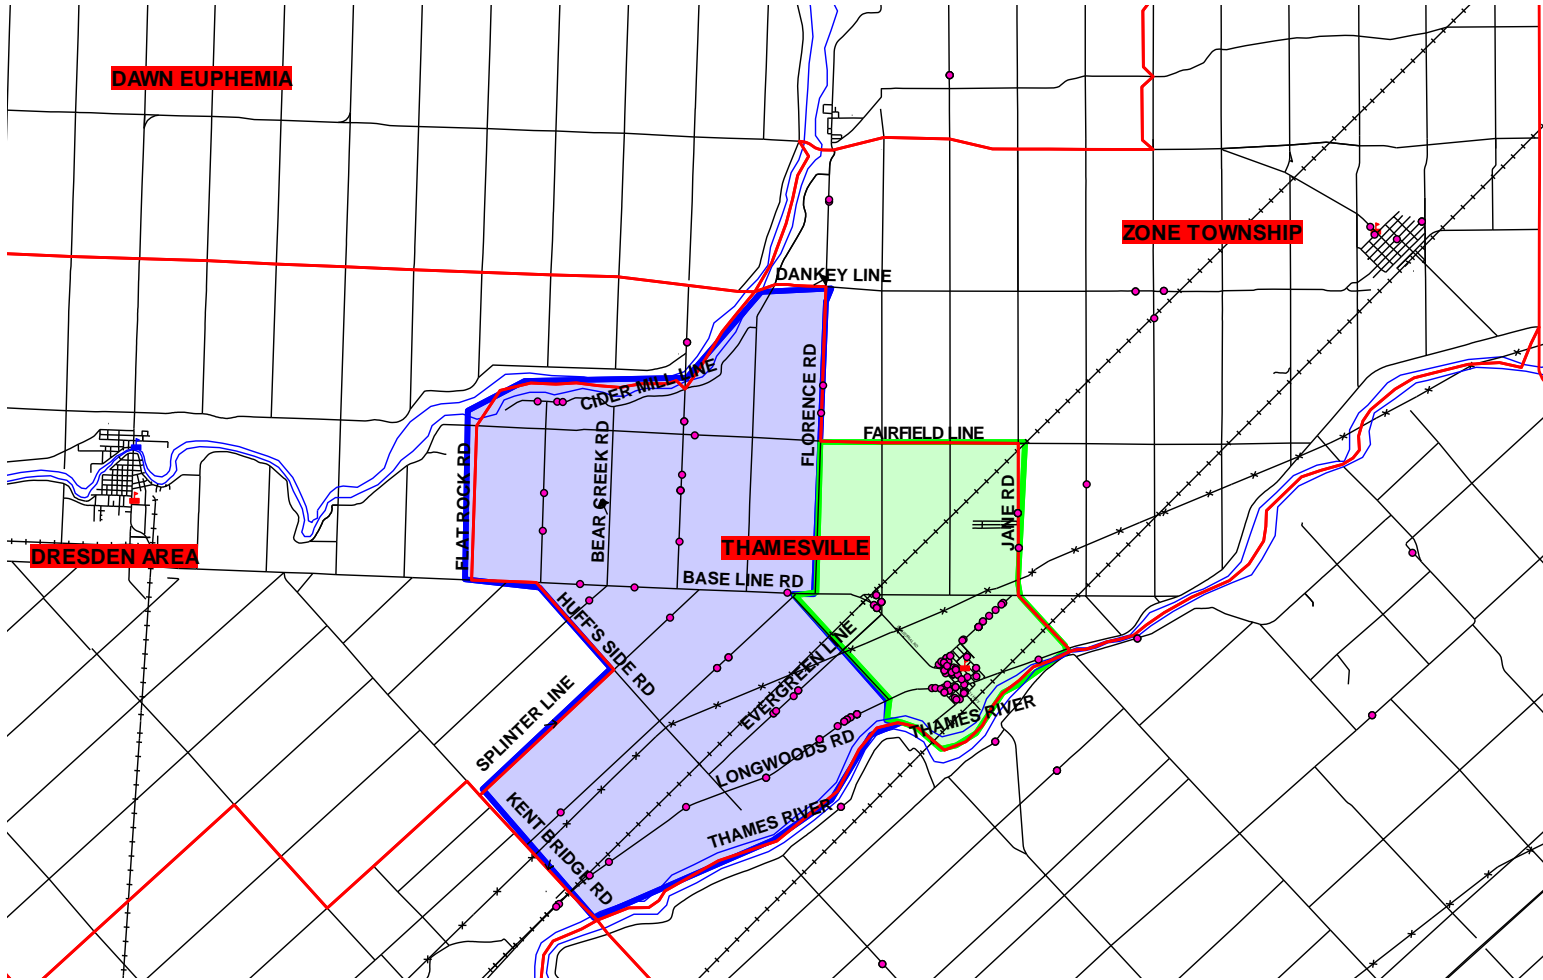 DAWN EUPHEMIA
ZONE TOWNSHIP
DANKEY LINE
CIDER MILL LINE
FLORENCE RD
FAIRFIELD LINE
FLAT ROCK RD
BEAR CREEK RD
JANE RD
DRESDEN AREA
THAMESVILLE
BASE LINE RD
HUFF'S SIDE RD
EVERGREEN LINE
SPLINTER LINE
THAMES RIVER
LONGWOODS RD
KENT BRIDGE RD
THAMES RIVER